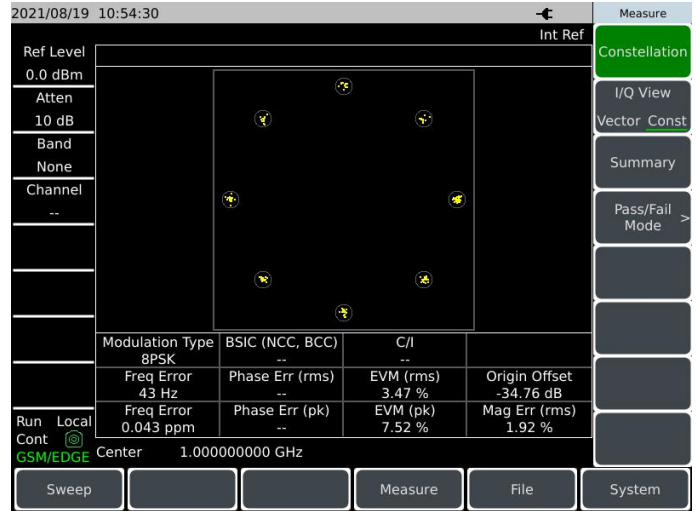 2021/08/19 10:54:30
Measure
Int Ref
Ref Level
0.0 dBm
Atten
10 dB
Band
None
Channel
--
Constellation
I/Q View
Vector Const
Summary
Pass/Fail
Mode >
Modulation Type BSIC (NCC, BCC) C/I
8PSK -- --
Freq Error Phase Err (rms) EVM (rms) Origin Offset
43 Hz -- 3.47 % -34.76 dB
Freq Error Phase Err (pk) EVM (pk) Mag Err (rms)
0.043 ppm -- 7.52 % 1.92 %
Run Local
Cont
GSM/EDGE
Center 1.000000000 GHz
Sweep
Measure
File
System